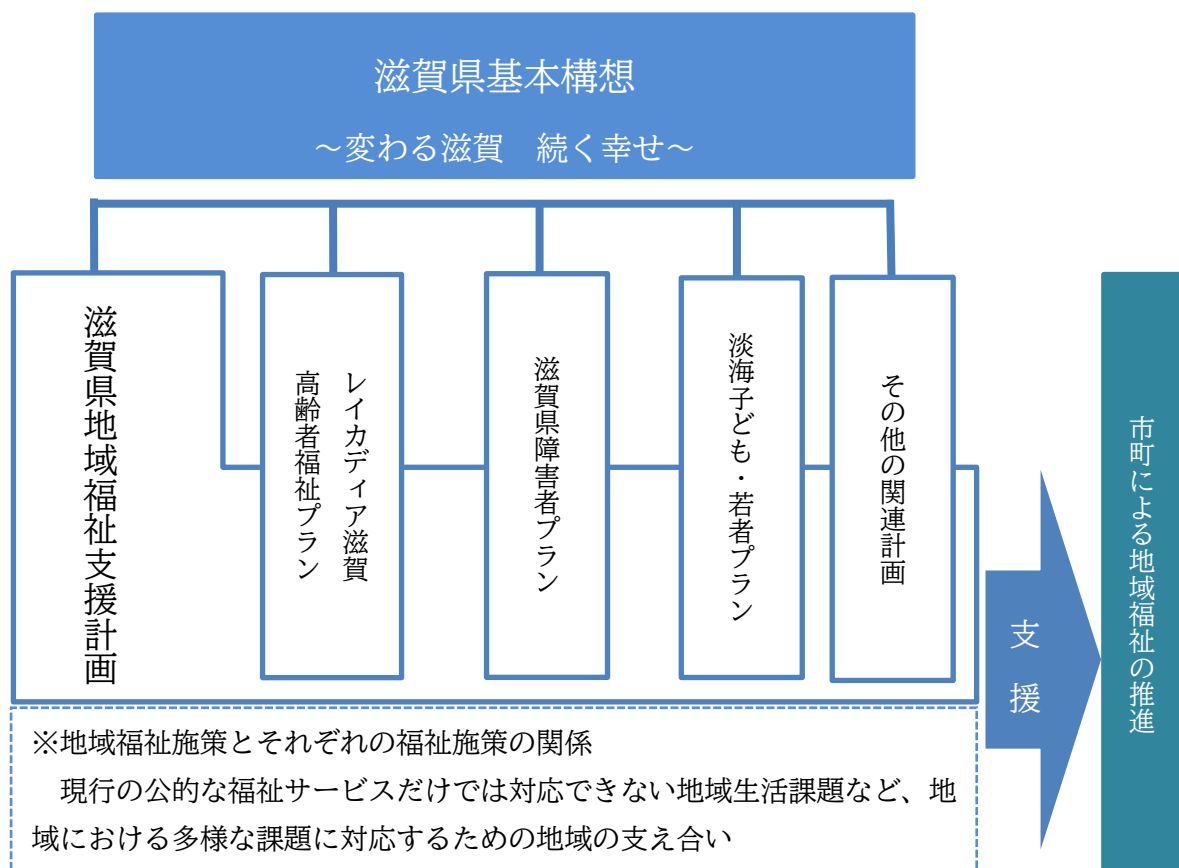 滋賀県基本構想
～変わる滋賀　続く幸せ～
滋賀県地域福祉支援計画
レイカディア滋賀
高齢者福祉プラン
滋賀県障害者プラン
淡海子ども・若者プラン
その他の関連計画
支援
市町による地域福祉の推進
※地域福祉施策とそれぞれの福祉施策の関係
　現行の公的な福祉サービスだけでは対応できない地域生活課題など、地
域における多様な課題に対応するための地域の支え合い